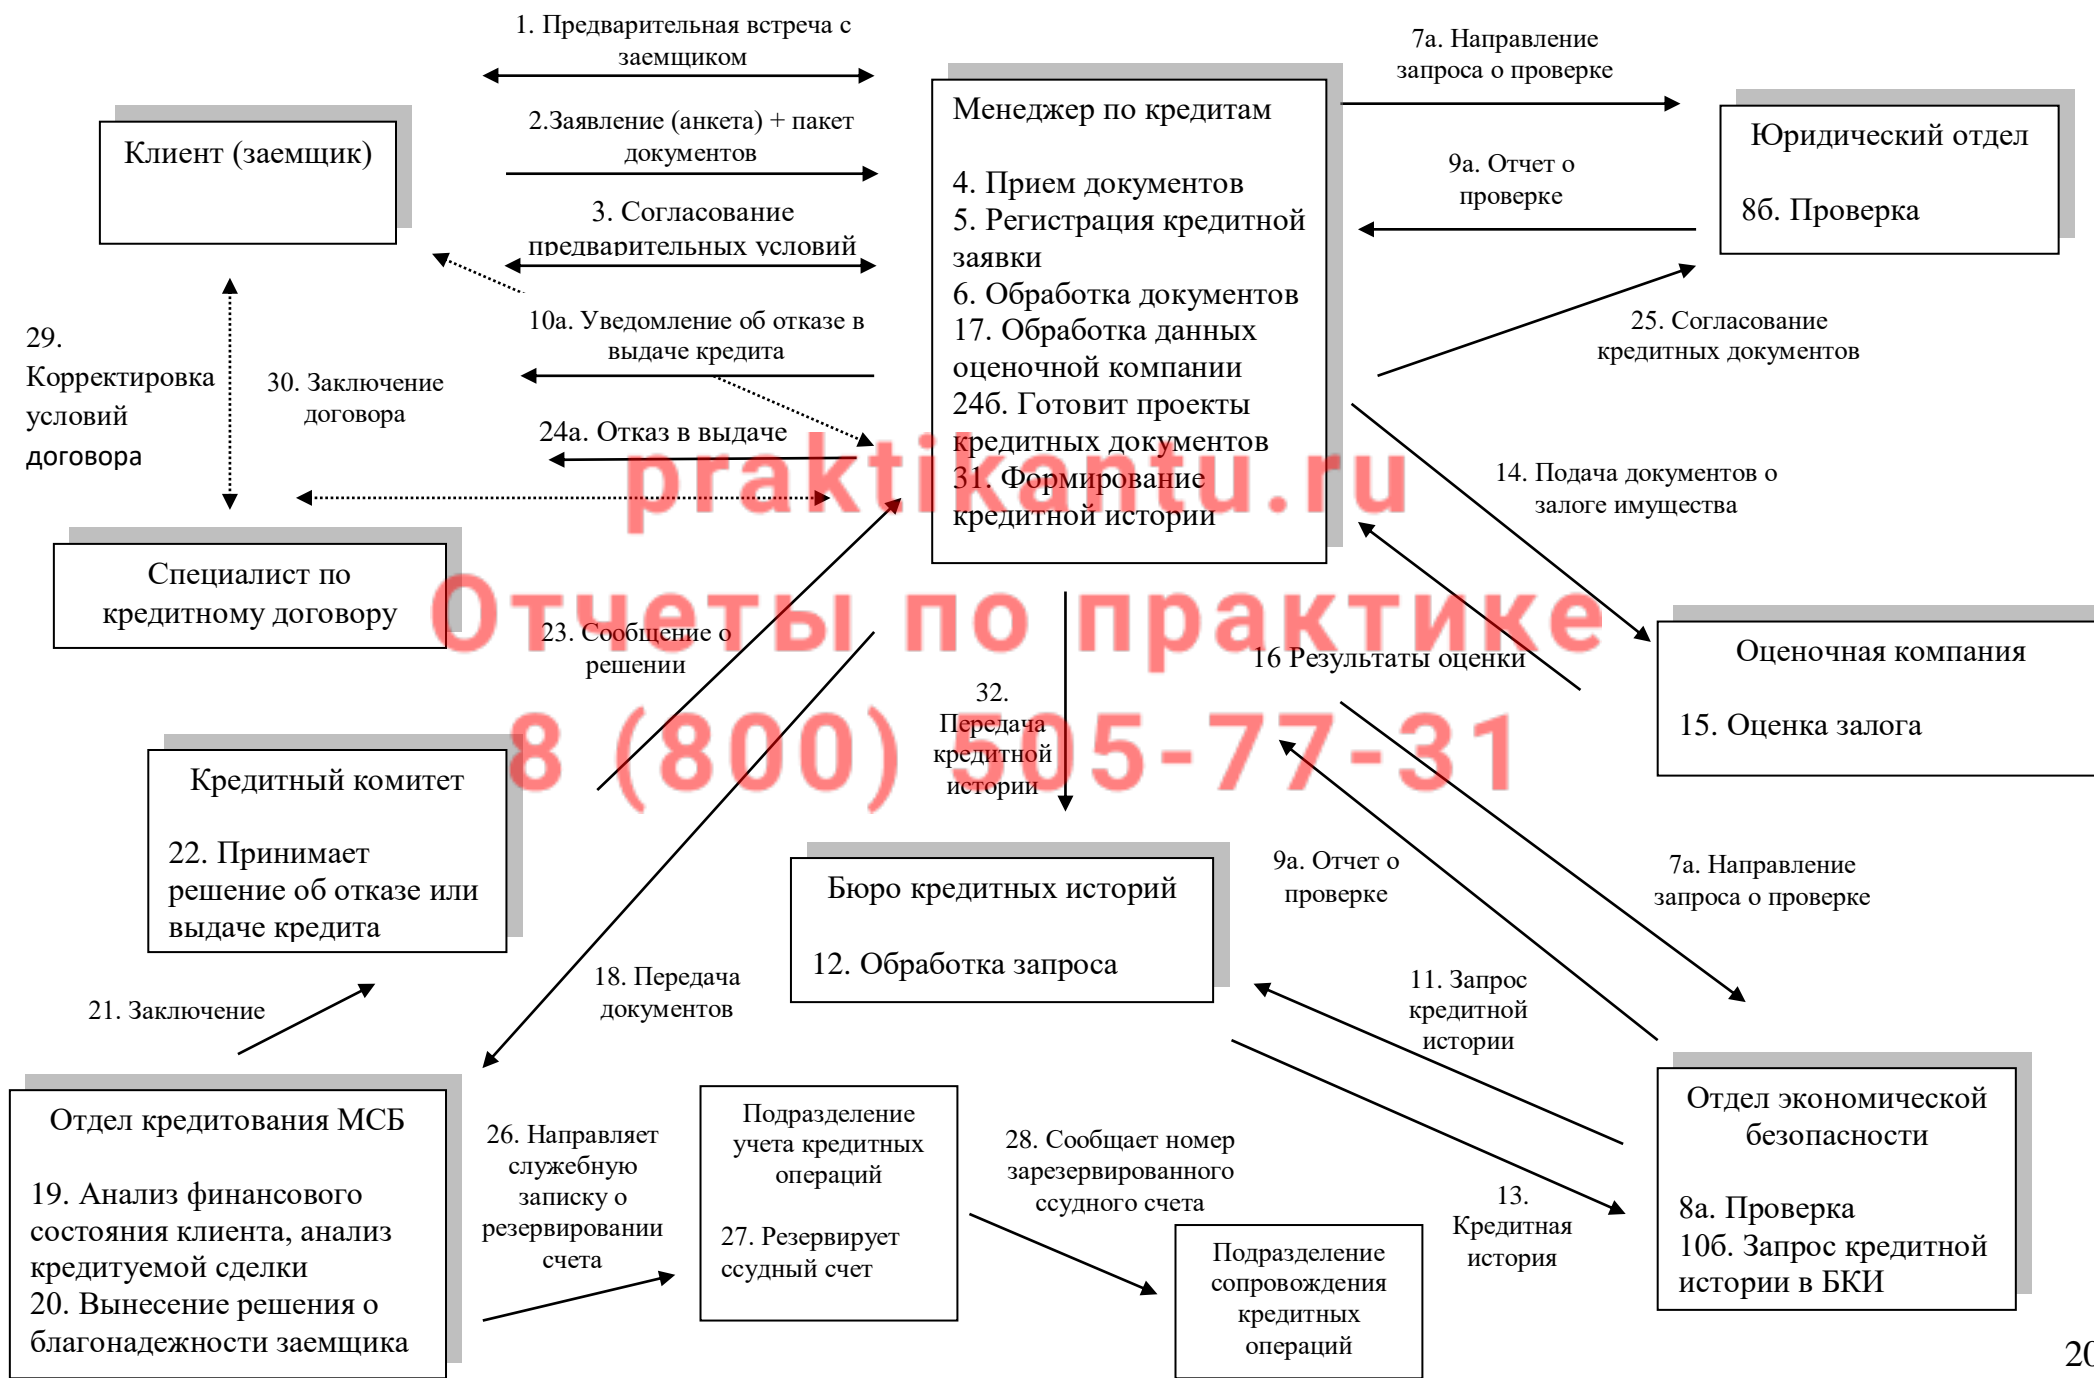 1. Предварительная встреча с
заемщиком
2.Заявление (анкета) + пакет
документов
3. Согласование
предварительных условий
10а. Уведомление об отказе в
выдаче кредита
24а. Отказ в выдаче
7а. Направление
запроса о проверке
9а. Отчет о
проверке
25. Согласование
кредитных документов
14. Подача документов о
залоге имущества
Клиент (заемщик)
29.
Корректировка
условий
договора
30. Заключение
договора
Менеджер по кредитам
4. Прием документов
5. Регистрация кредитной
заявки
6. Обработка документов
17. Обработка данных
оценочной компании
24б. Готовит проекты
кредитных документов
31. Формирование
кредитной истории
Юридический отдел
8б. Проверка
praktikantu.ru
Отчеты по практике
8 (800) 505-77-31
Специалист по
кредитному договору
23. Сообщение о
решении
32.
Передача
кредитной
истории
16 Результаты оценки
Оценочная компания
15. Оценка залога
Кредитный комитет
22. Принимает
решение об отказе или
выдаче кредита
Бюро кредитных историй
12. Обработка запроса
9а. Отчет о
проверке
7а. Направление
запроса о проверке
21. Заключение
18. Передача
документов
11. Запрос
кредитной
истории
Отдел кредитования МСБ
19. Анализ финансового
состояния клиента, анализ
кредитуемой сделки
20. Вынесение решения о
благонадежности заемщика
26. Направляет
служебную
записку о
резервировании
счета
Подразделение
учета кредитных
операций
27. Резервирует
ссудный счет
28. Сообщает номер
зарезервированного
ссудного счета
Подразделение
сопровождения
кредитных
операций
13.
Кредитная
история
Отдел экономической
безопасности
8а. Проверка
10б. Запрос кредитной
истории в БКИ
20